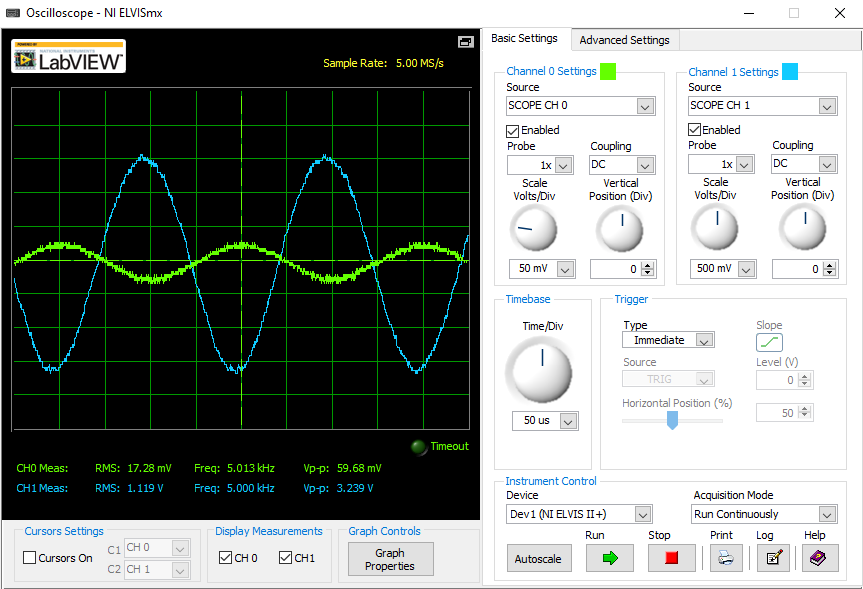 Oscilloscope - NI ELVISmx
POWERED BY
NATIONAL INSTRUMENTS
LabVIEW™
Sample Rate: 5.00 MS/s
Timeout
CH0 Meas: RMS: 17.28 mV Freq: 5.013 kHz Vp-p: 59.68 mV
CH1 Meas: RMS: 1.119 V Freq: 5.000 kHz Vp-p: 3.239 V
Cursors Settings
Cursors On
C1 CH 0
C2 CH 1
Display Measurements
CH 0 CH1
Graph Controls
Graph
Properties
Basic Settings Advanced Settings
Channel 0 Settings
Source
SCOPE CH 0
Enabled
Probe Coupling
1x DC
Scale Vertical
Volts/Div Position (Div)
50 mV 0
Channel 1 Settings
Source
SCOPE CH 1
Enabled
Probe Coupling
1x DC
Scale Vertical
Volts/Div Position (Div)
500 mV 0
Timebase
Time/Div
50 us
Trigger
Type Slope
Immediate
Source Level (V)
TRIG 0
Horizontal Position (%)
50
Instrument Control
Device Acquisition Mode
Dev1 (NI ELVIS II+) Run Continuously
Run Stop Print Log Help
Autoscale